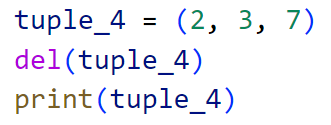 tuple_4 = (2, 3, 7)
del(tuple_4)
print(tuple_4)